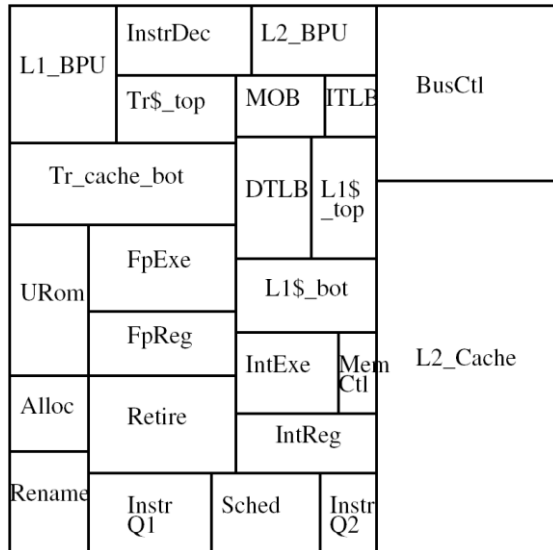 InstrDec
L2_BPU
L1_BPU
BusCtl
Tr$_top
MOB
ITLB
Tr_cache_bot
DTLB
L1$
_top
FpExe
URom
L1$_bot
FpReg
IntExe
Mem
Ctl
L2_Cache
Alloc
Retire
IntReg
Rename
Instr
Q1
Sched
Instr
Q2